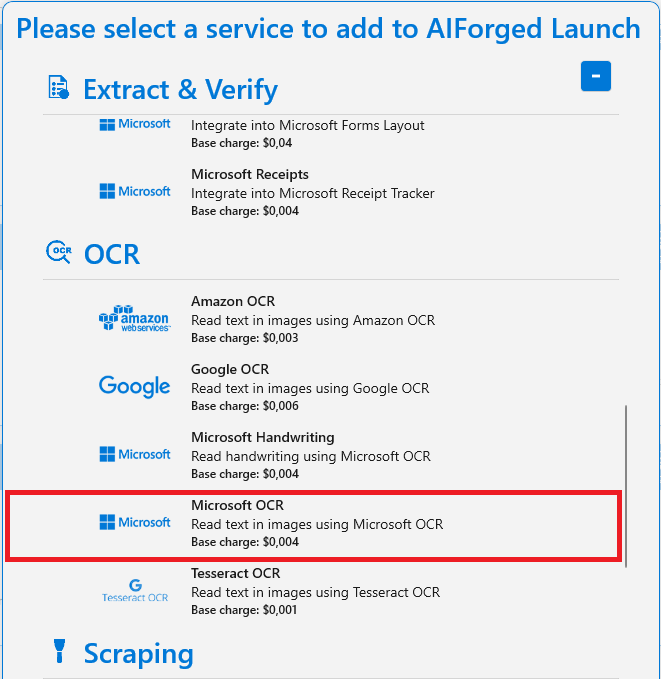 Please select a service to add to AIForged Launch
Extract & Verify
-
Microsoft
Integrate into Microsoft Forms Layout
Base charge: $0,04
Microsoft Receipts
Microsoft
Integrate into Microsoft Receipt Tracker
Base charge: $0,004
OCR
OCR
Amazon OCR
amazon
webservices™
Read text in images using Amazon OCR
Base charge: $0,003
Google OCR
Google
Read text in images using Google OCR
Base charge: $0,006
Microsoft Handwriting
Microsoft
Read handwriting using Microsoft OCR
Base charge: $0,004
Microsoft OCR
Microsoft
Read text in images using Microsoft OCR
Base charge: $0,004
Tesseract OCR
G
Tesseract OCR
Read text in images using Tesseract OCR
Base charge: $0,001
Scraping